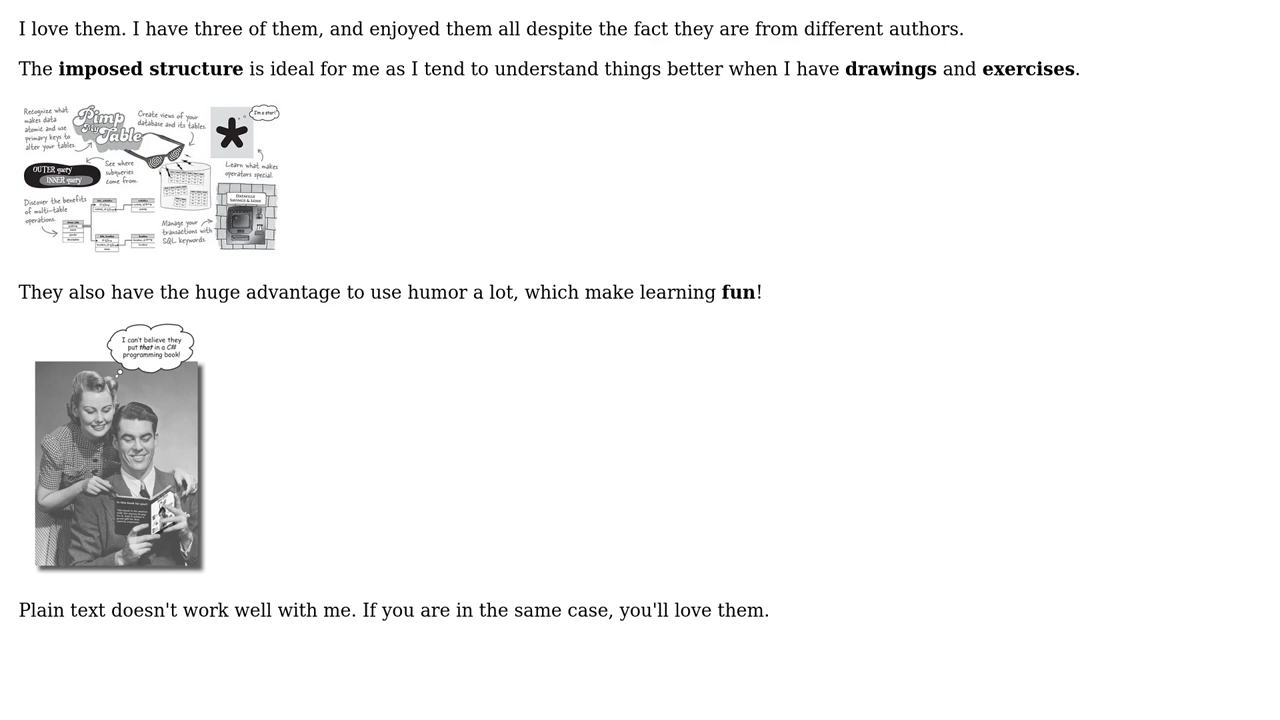 I love them. I have three of them, and enjoyed them all despite the fact they are from different authors.
The imposed structure is ideal for me as I tend to understand things better when I have drawings and exercises.
Recognize what
makes data
atomic and use
primary keys to
alter your tables.
Pimp
My
Table
Create views of your
database and its tables.
I'm a star!
OUTER query
INNER query
See where
subqueries
come from.
Learn what makes
operators special.
Discover the benefits
of multi-table
operations.
Manage your
transactions with
SQL keywords.
They also have the huge advantage to use humor a lot, which make learning fun!
I can't believe they
put that in a C#
programming book!
Plain text doesn't work well with me. If you are in the same case, you'll love them.